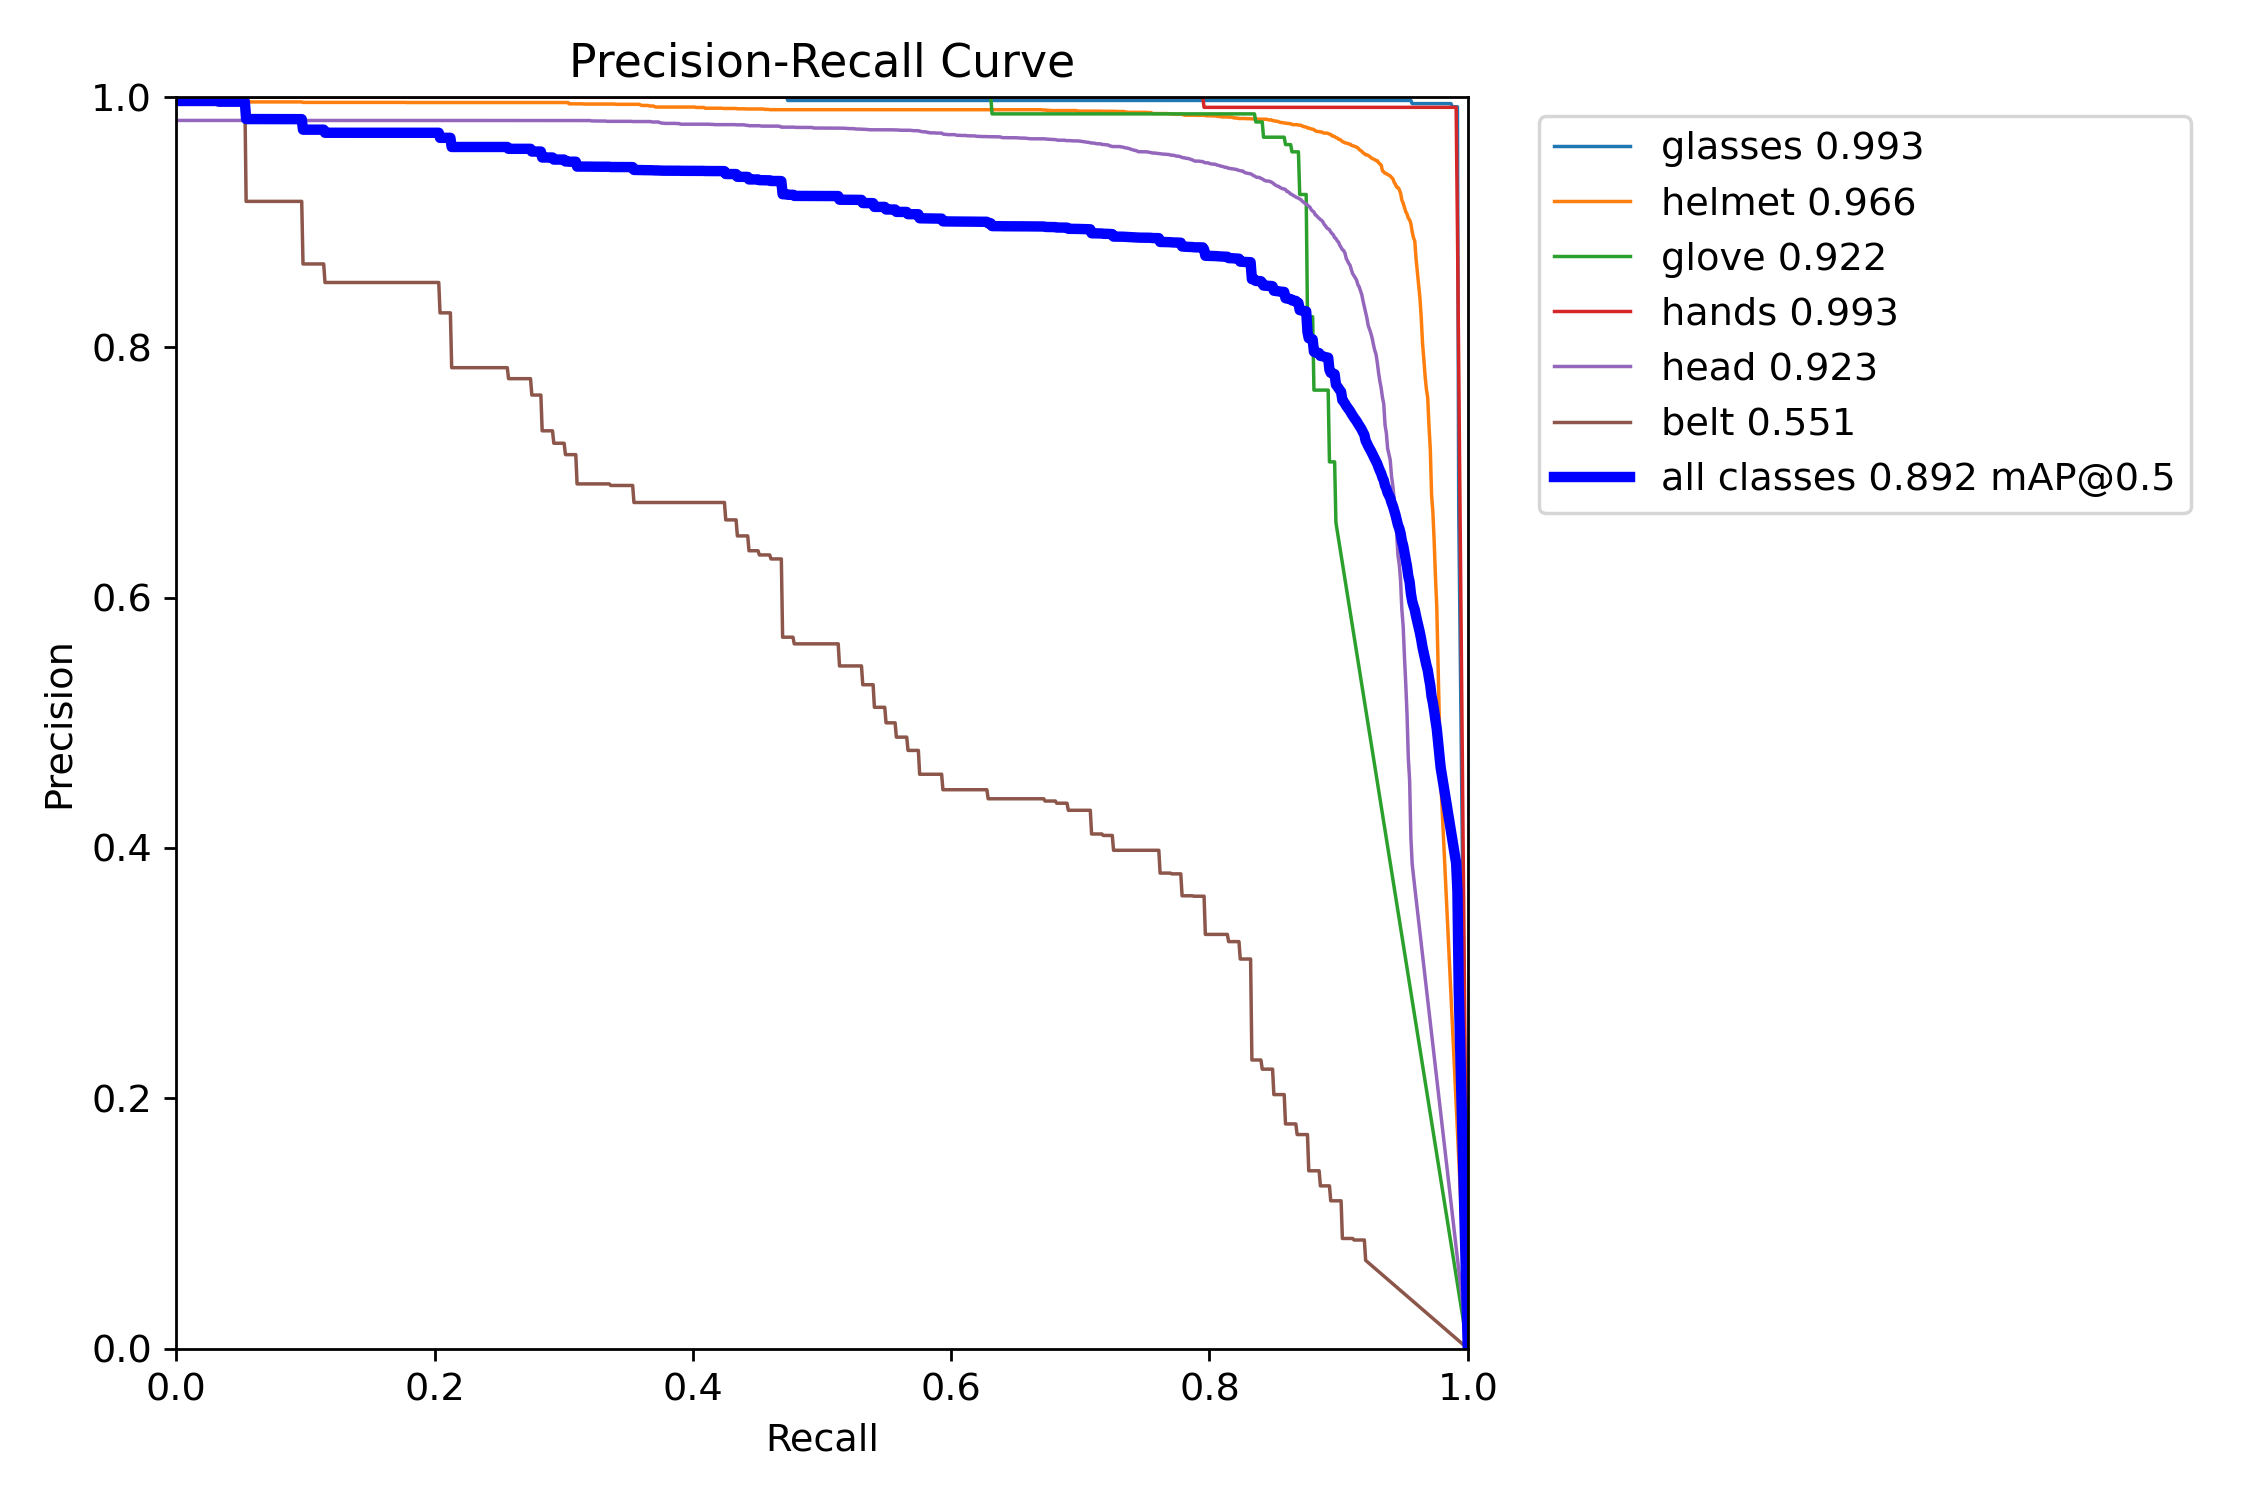 Precision-Recall Curve
1.0
0.8
0.6
0.4
0.2
0.0
Precision
0.0 0.2 0.4 0.6 0.8 1.0
Recall
glasses 0.993
helmet 0.966
glove 0.922
hands 0.993
head 0.923
belt 0.551
all classes 0.892 mAP@0.5